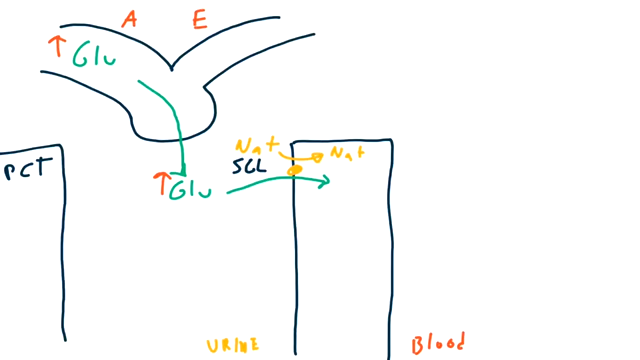 A E
↑ Glu
Na+ Na+
PCT
SGL
↑Glu
URINE
Blood